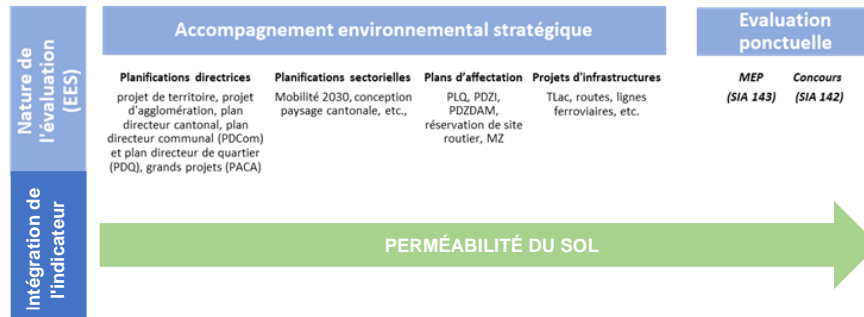 Nature de
l'évaluation
(EES)
Accompagnement environnemental stratégique
Evaluation
ponctuelle
Planifications directrices
projet de territoire, projet
d'agglomération, plan
directeur cantonal, plan
directeur communal (PDCom)
et plan directeur de quartier
(PDQ), grands projets (PACA)
Planifications sectorielles
Mobilité 2030, conception
paysage cantonale, etc.,
Plans d'affectation
PLQ, PDZI,
PDZDAM,
réservation de site
routier, MZ
Projets d'infrastructures
TLac, routes, lignes
ferroviaires, etc.
MEP
(SIA 143)
Concours
(SIA 142)
Intégration de
l'indicateur
PERMÉABILITÉ DU SOL